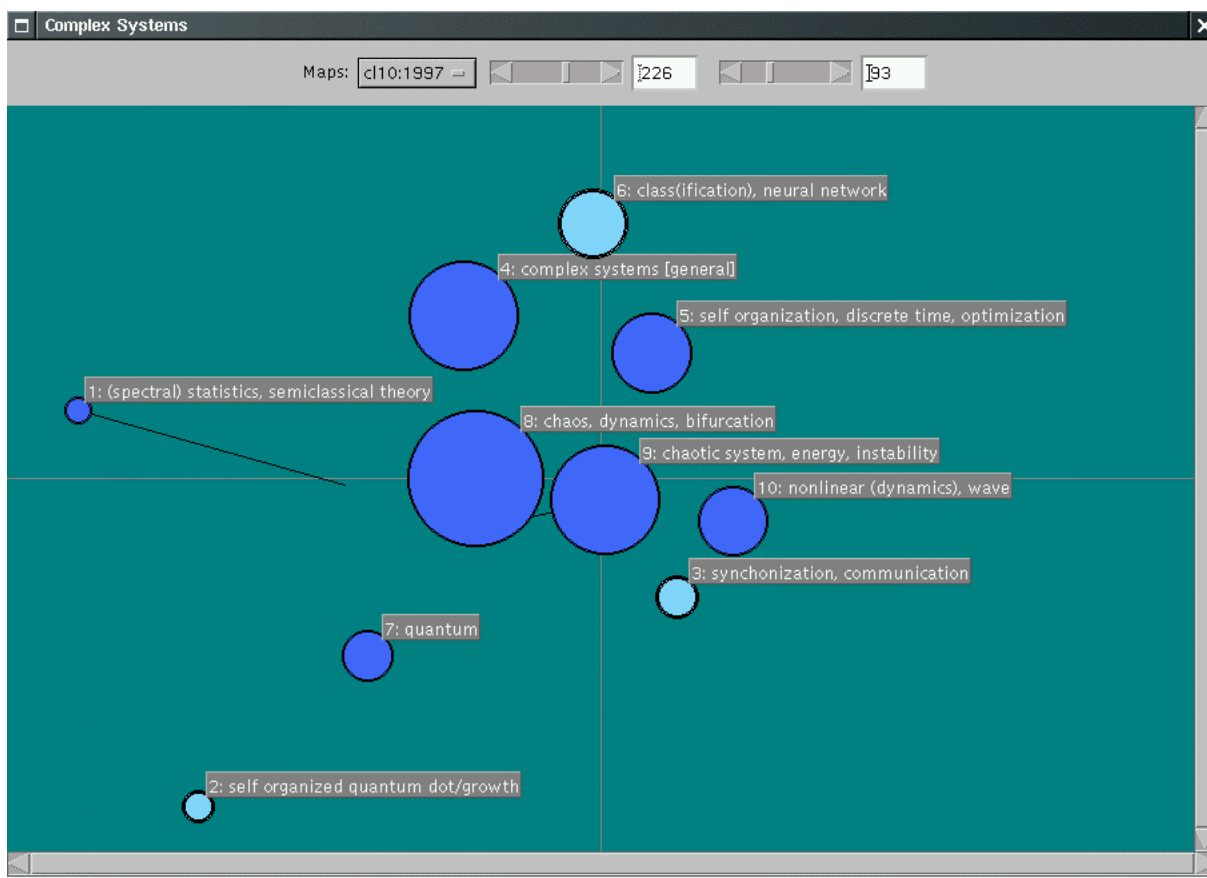 Complex Systems
Maps: cl10:1997 226 93
6: class(ification), neural network
4: complex systems [general]
5: self organization, discrete time, optimization
1: (spectral) statistics, semiclassical theory
8: chaos, dynamics, bifurcation
9: chaotic system, energy, instability
10: nonlinear (dynamics), wave
3: synchonization, communication
7: quantum
2: self organized quantum dot/growth